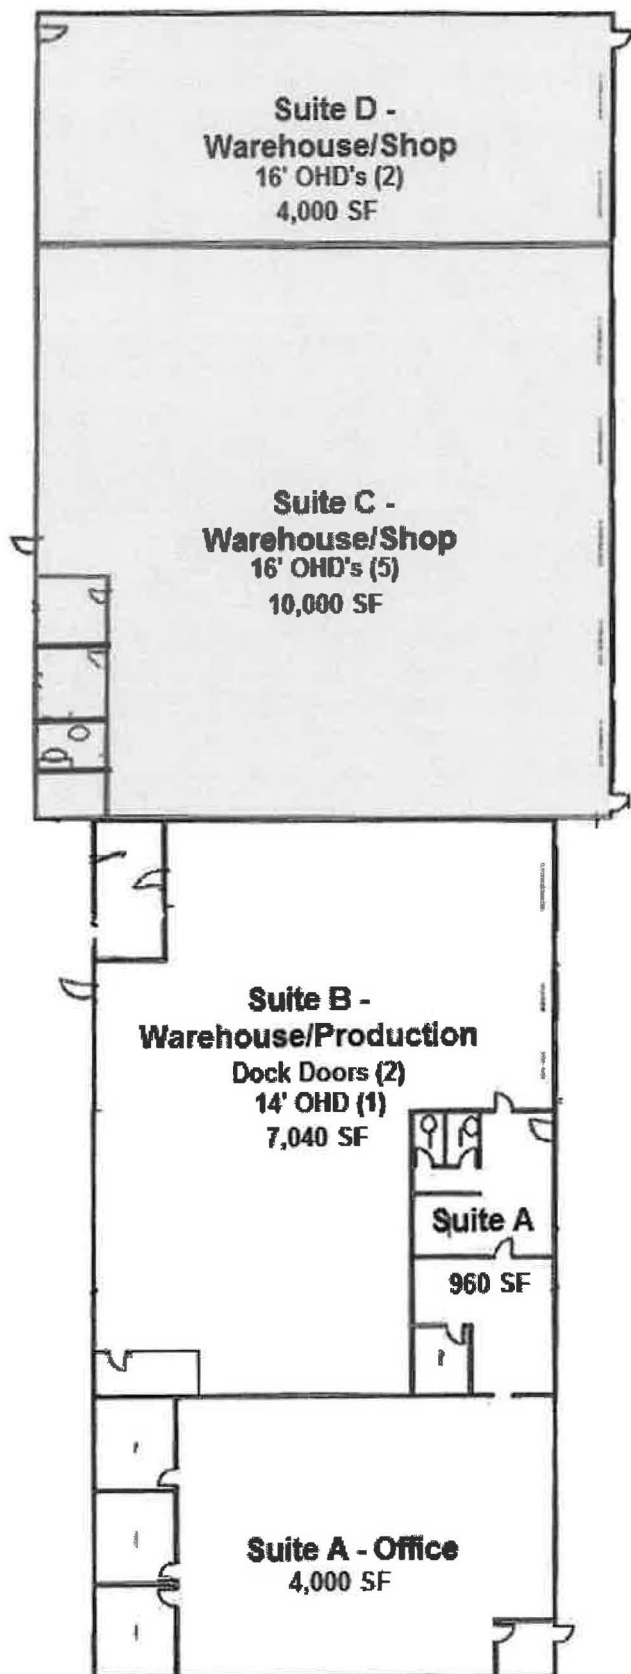 Suite D -
Warehouse/Shop
16' OHD's (2)
4,000 SF
Suite C -
Warehouse/Shop
16' OHD's (5)
10,000 SF
Suite B -
Warehouse/Production
Dock Doors (2)
14' OHD (1)
7,040 SF
Suite A
960 SF
Suite A - Office
4,000 SF